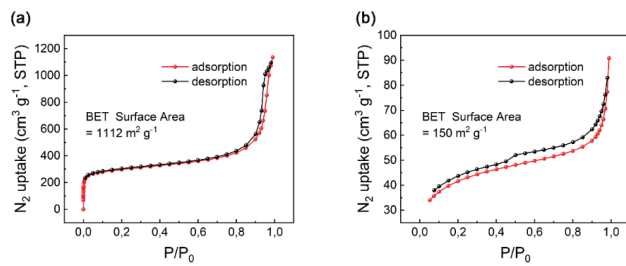 (a)
N₂ uptake (cm³ g⁻¹, STP)
1200
1000
800
600
400
200
0
adsorption
desorption
BET Surface Area
= 1112 m² g⁻¹
0,0 0,2 0,4 0,6 0,8 1,0
P/P₀
(b)
N₂ uptake (cm³ g⁻¹, STP)
100
90
80
70
60
50
40
30
adsorption
desorption
BET Surface Area
= 150 m² g⁻¹
0,0 0,2 0,4 0,6 0,8 1,0
P/P₀